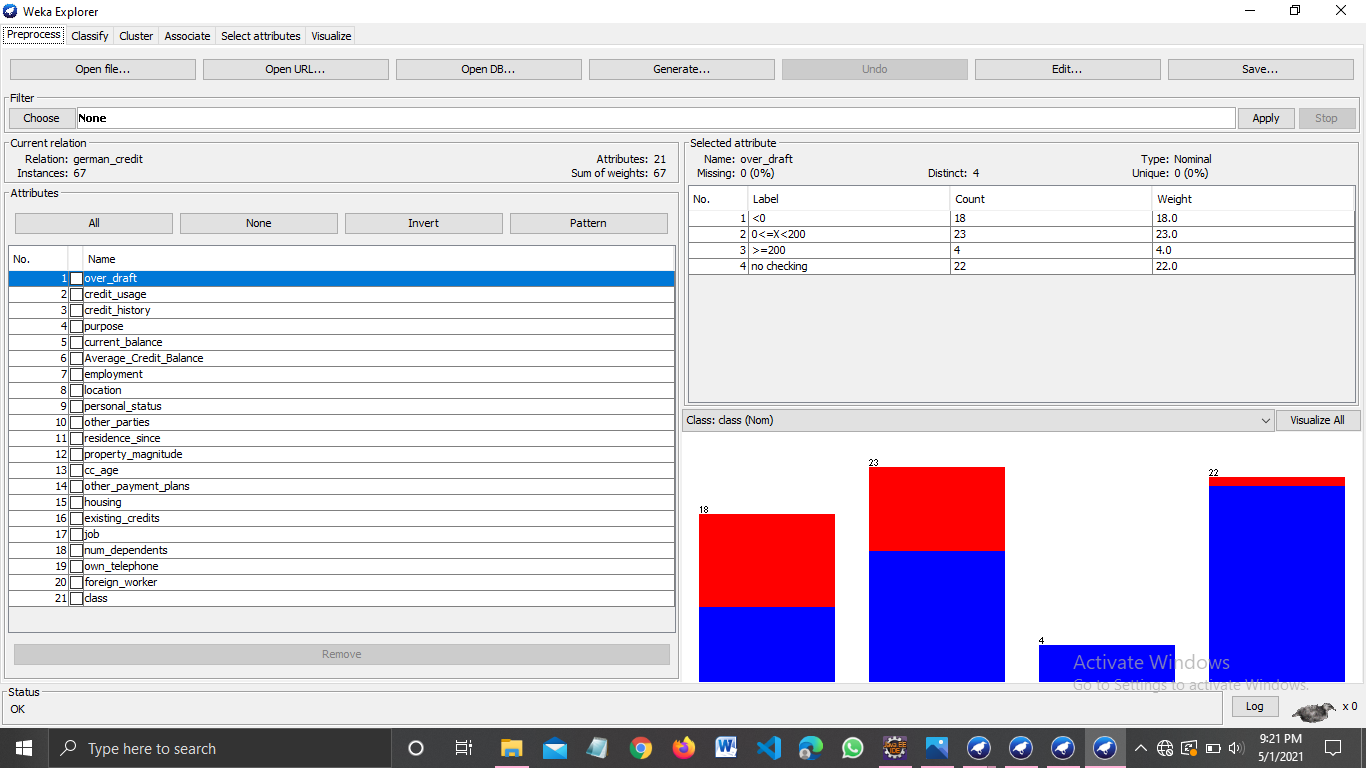 Weka Explorer
Preprocess Classify Cluster Associate Select attributes Visualize
Open file... Open URL... Open DB... Generate... Undo Edit... Save...
Filter
Choose None Apply Stop
Current relation
Relation: german_credit Attributes: 21
Instances: 67 Sum of weights: 67
Attributes
All None Invert Pattern
No. Name
1 over_draft
2 credit_usage
3 credit_history
4 purpose
5 current_balance
6 Average_Credit_Balance
7 employment
8 location
9 personal_status
10 other_parties
11 residence_since
12 property_magnitude
13 cc_age
14 other_payment_plans
15 housing
16 existing_credits
17 job
18 num_dependents
19 own_telephone
20 foreign_worker
21 class
Remove
Selected attribute
Name: over_draft Type: Nominal
Missing: 0 (0%) Distinct: 4 Unique: 0 (0%)
No. Label Count Weight
1 <0 18 18.0
2 0<=X<200 23 23.0
3 >=200 4 4.0
4 no checking 22 22.0
Class: class (Nom) Visualize All
18 23 4 22
Activate Windows
Go to Settings to activate Windows.
Status
OK
Log x 0
Type here to search
9:21 PM
5/1/2021